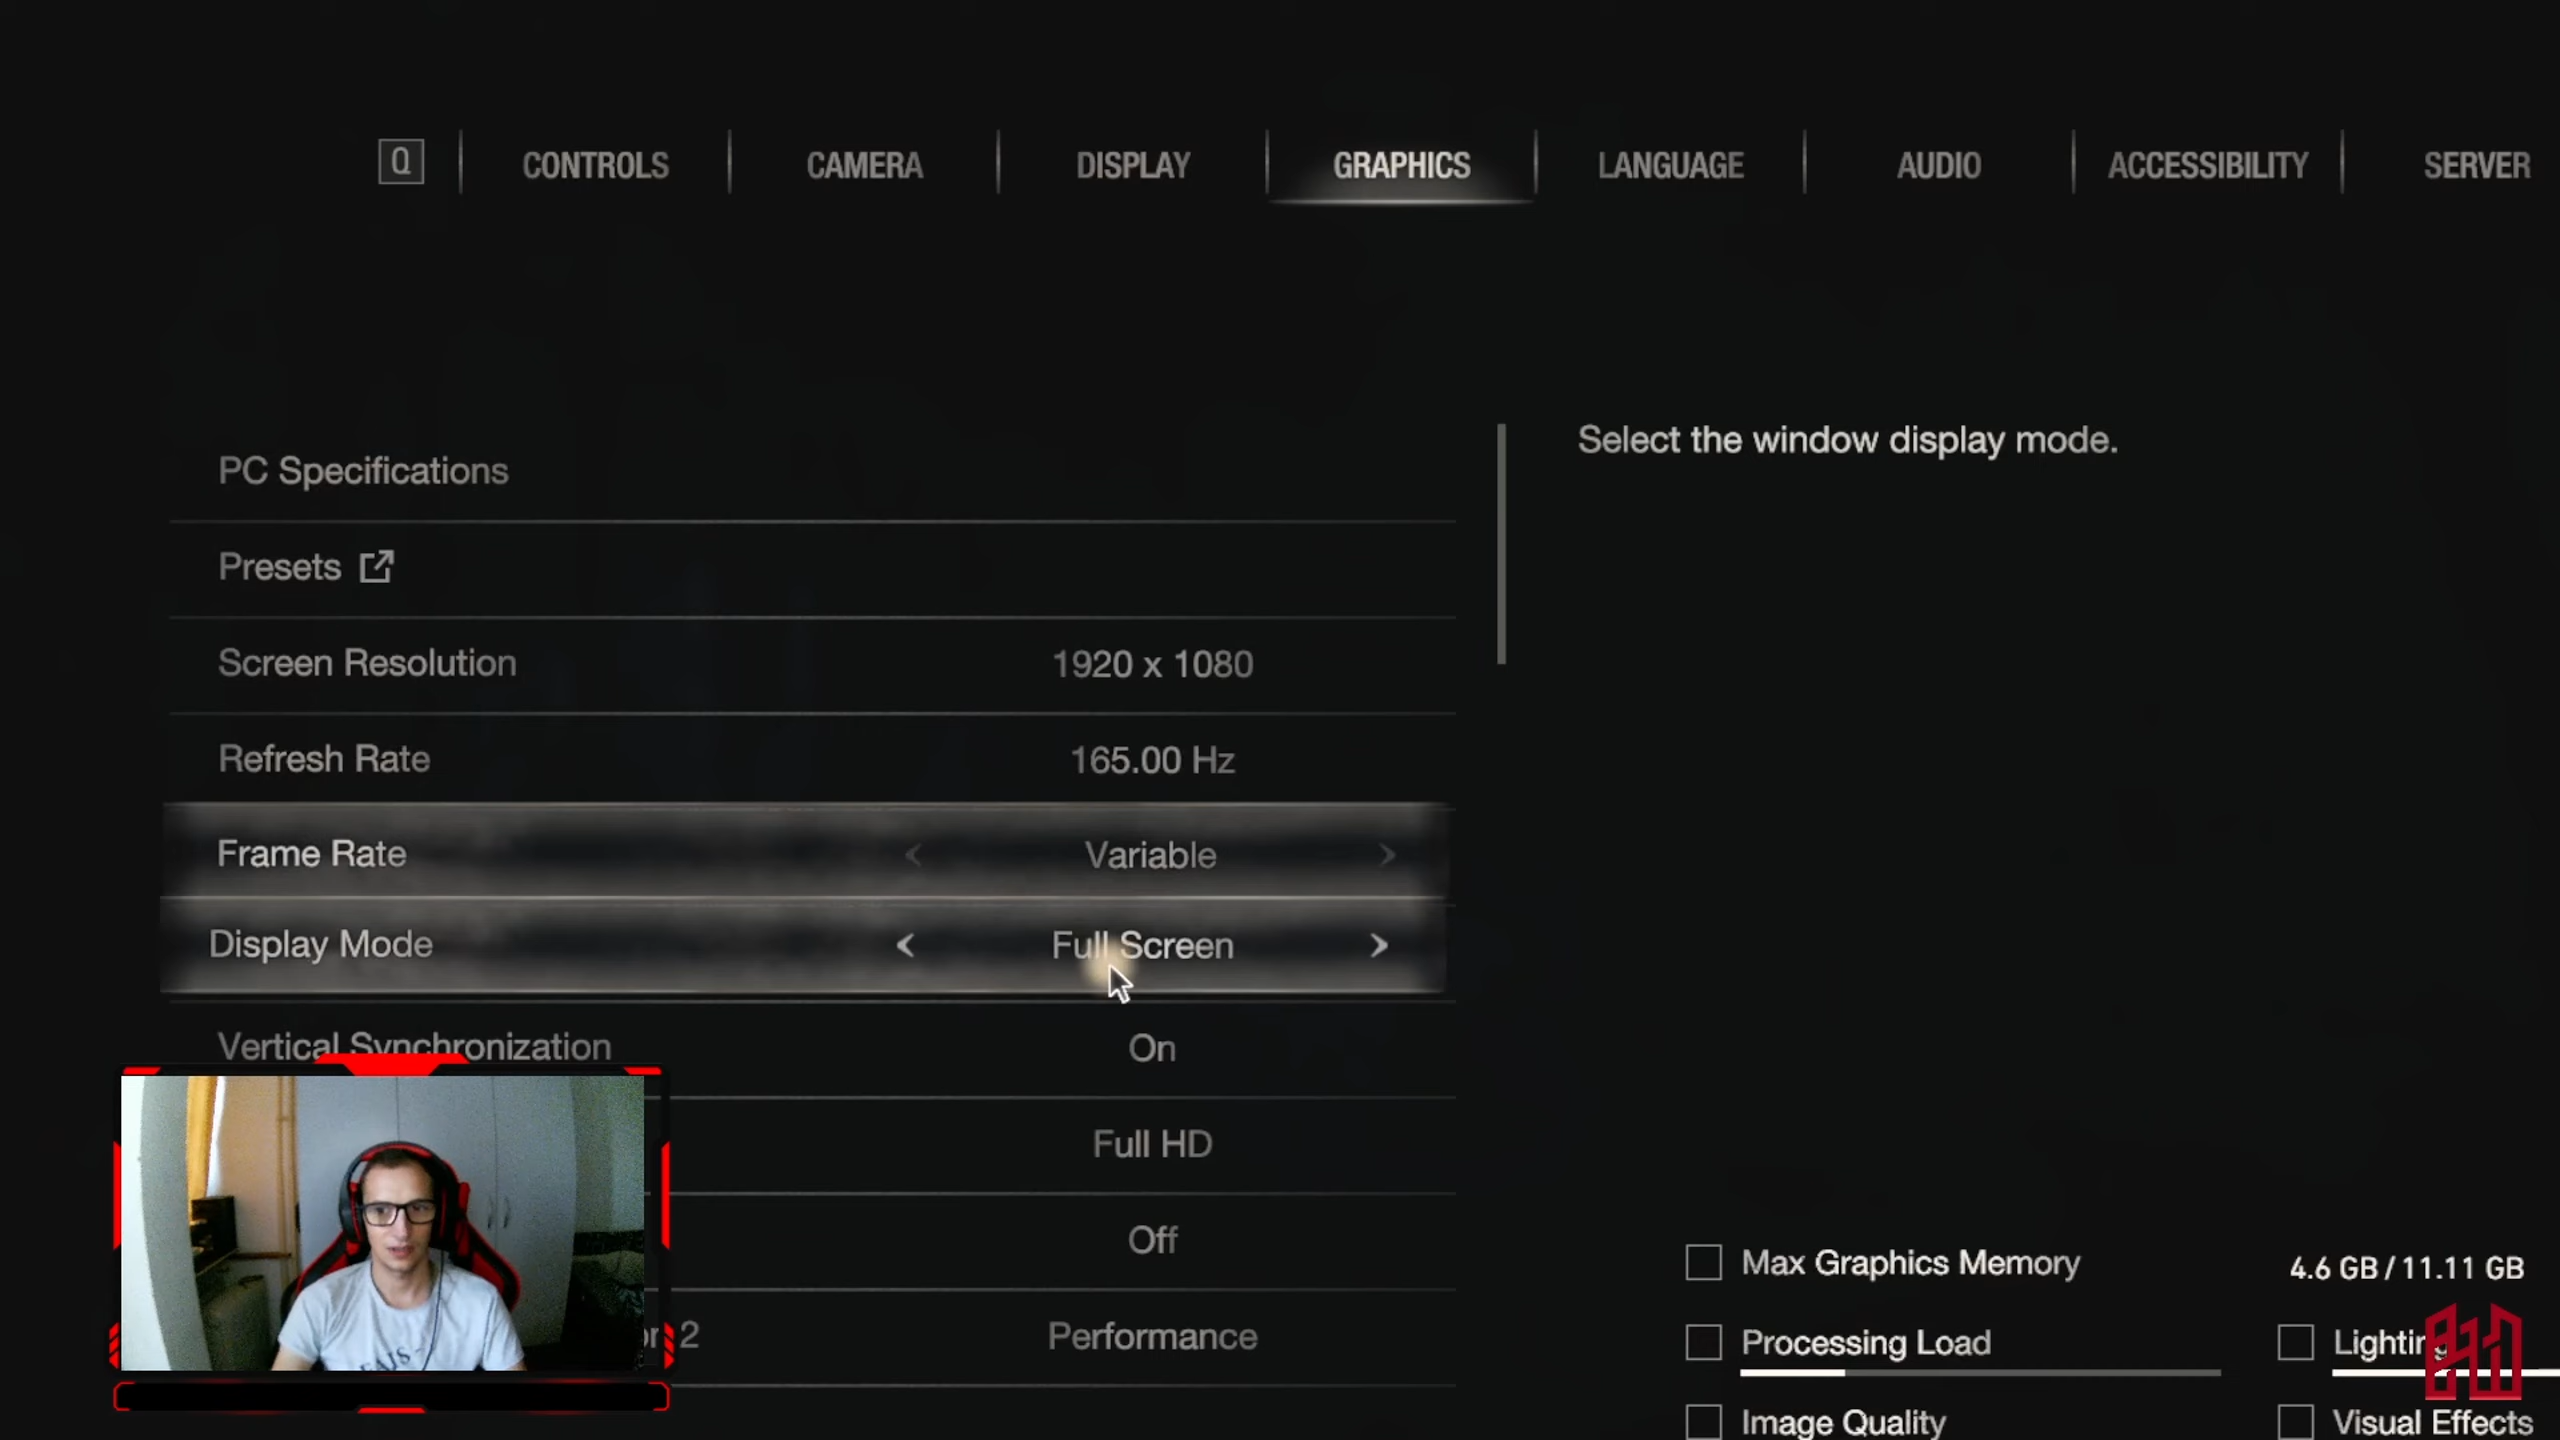 Q CONTROLS CAMERA DISPLAY GRAPHICS LANGUAGE AUDIO ACCESSIBILITY SERVER
Select the window display mode.
PC Specifications
Presets
Screen Resolution 1920 x 1080
Refresh Rate 165.00 Hz
Frame Rate < Variable >
Display Mode < Full Screen >
Vertical Synchronization On
Full HD
Off
2 Performance
Max Graphics Memory 4.6 GB / 11.11 GB
Processing Load
Image Quality Visual Effects